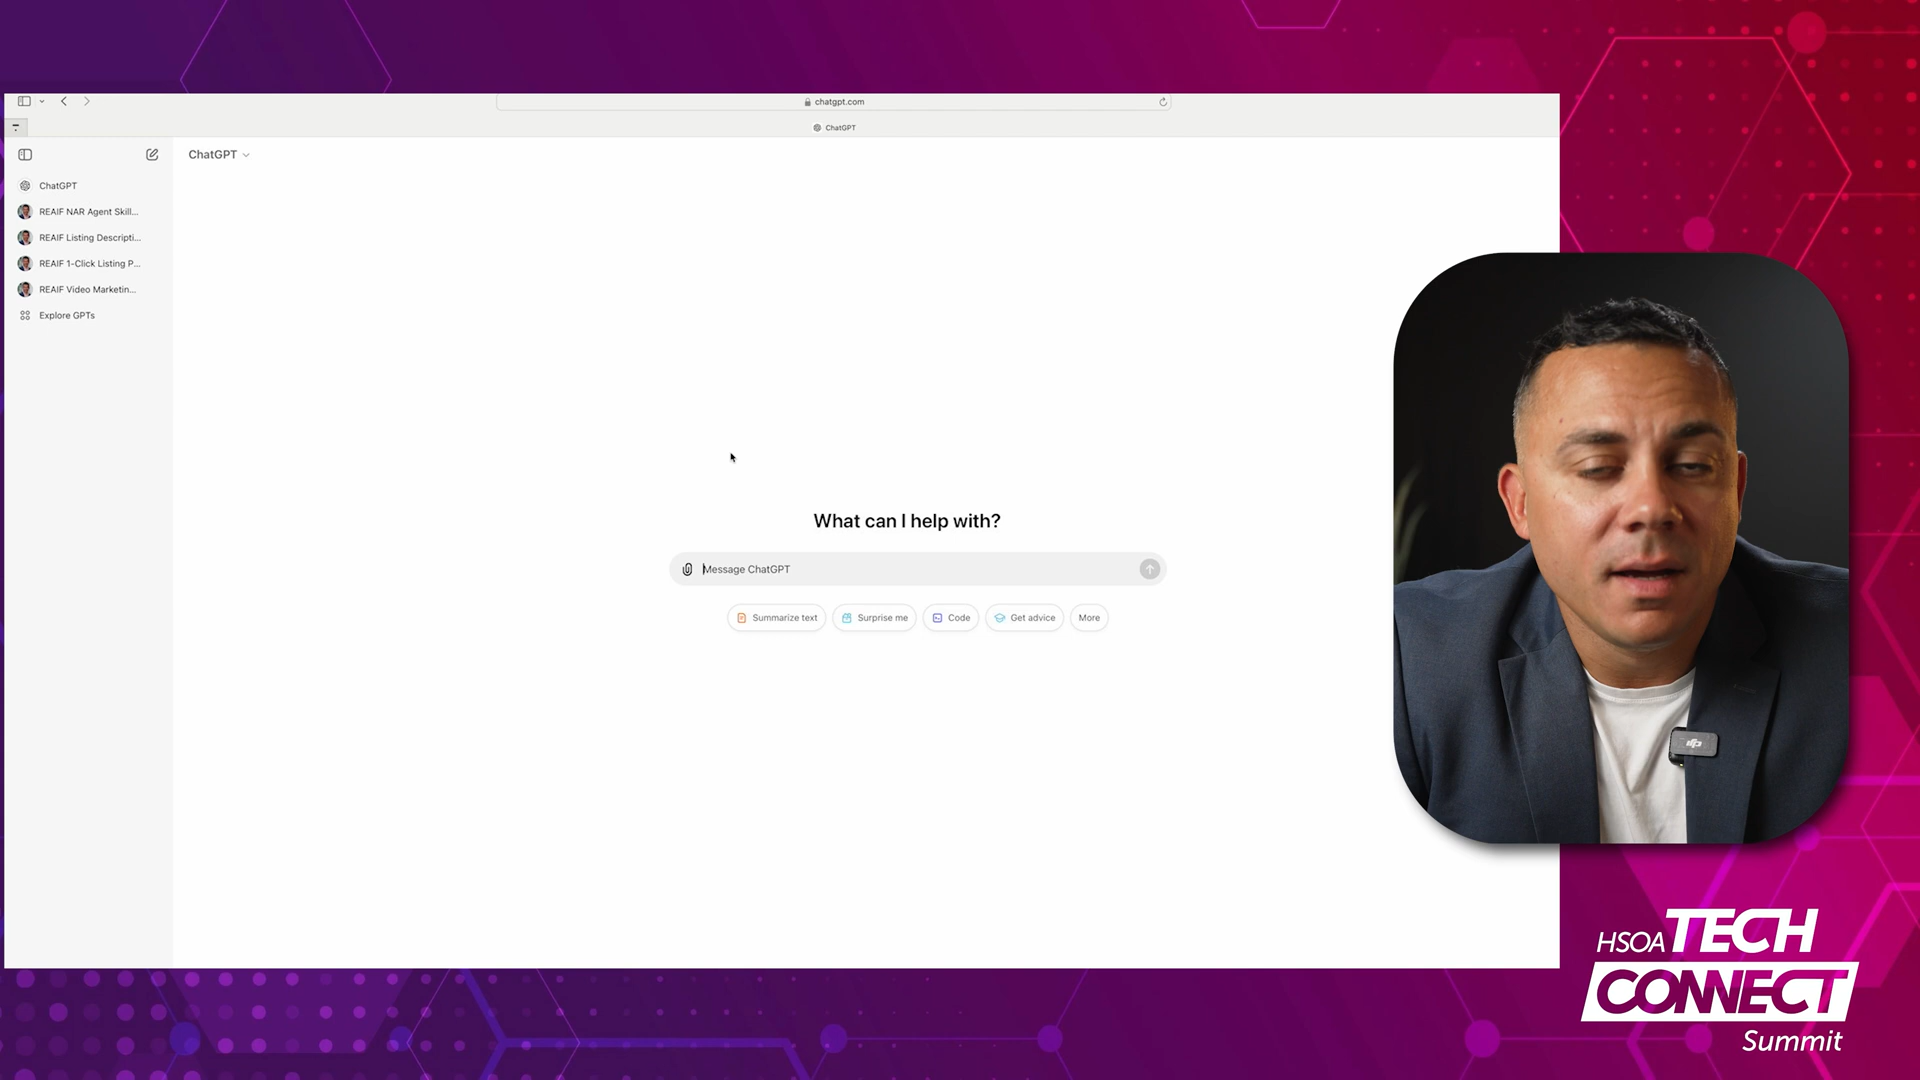 chatgpt.com
ChatGPT
ChatGPT
ChatGPT
REAIF NAR Agent Skill...
REAIF Listing Descripti...
REAIF 1-Click Listing P...
REAIF Video Marketin...
Explore GPTs
What can I help with?
Message ChatGPT
Summarize text
Surprise me
Code
Get advice
More
dji
HSOA TECH
CONNECT
Summit